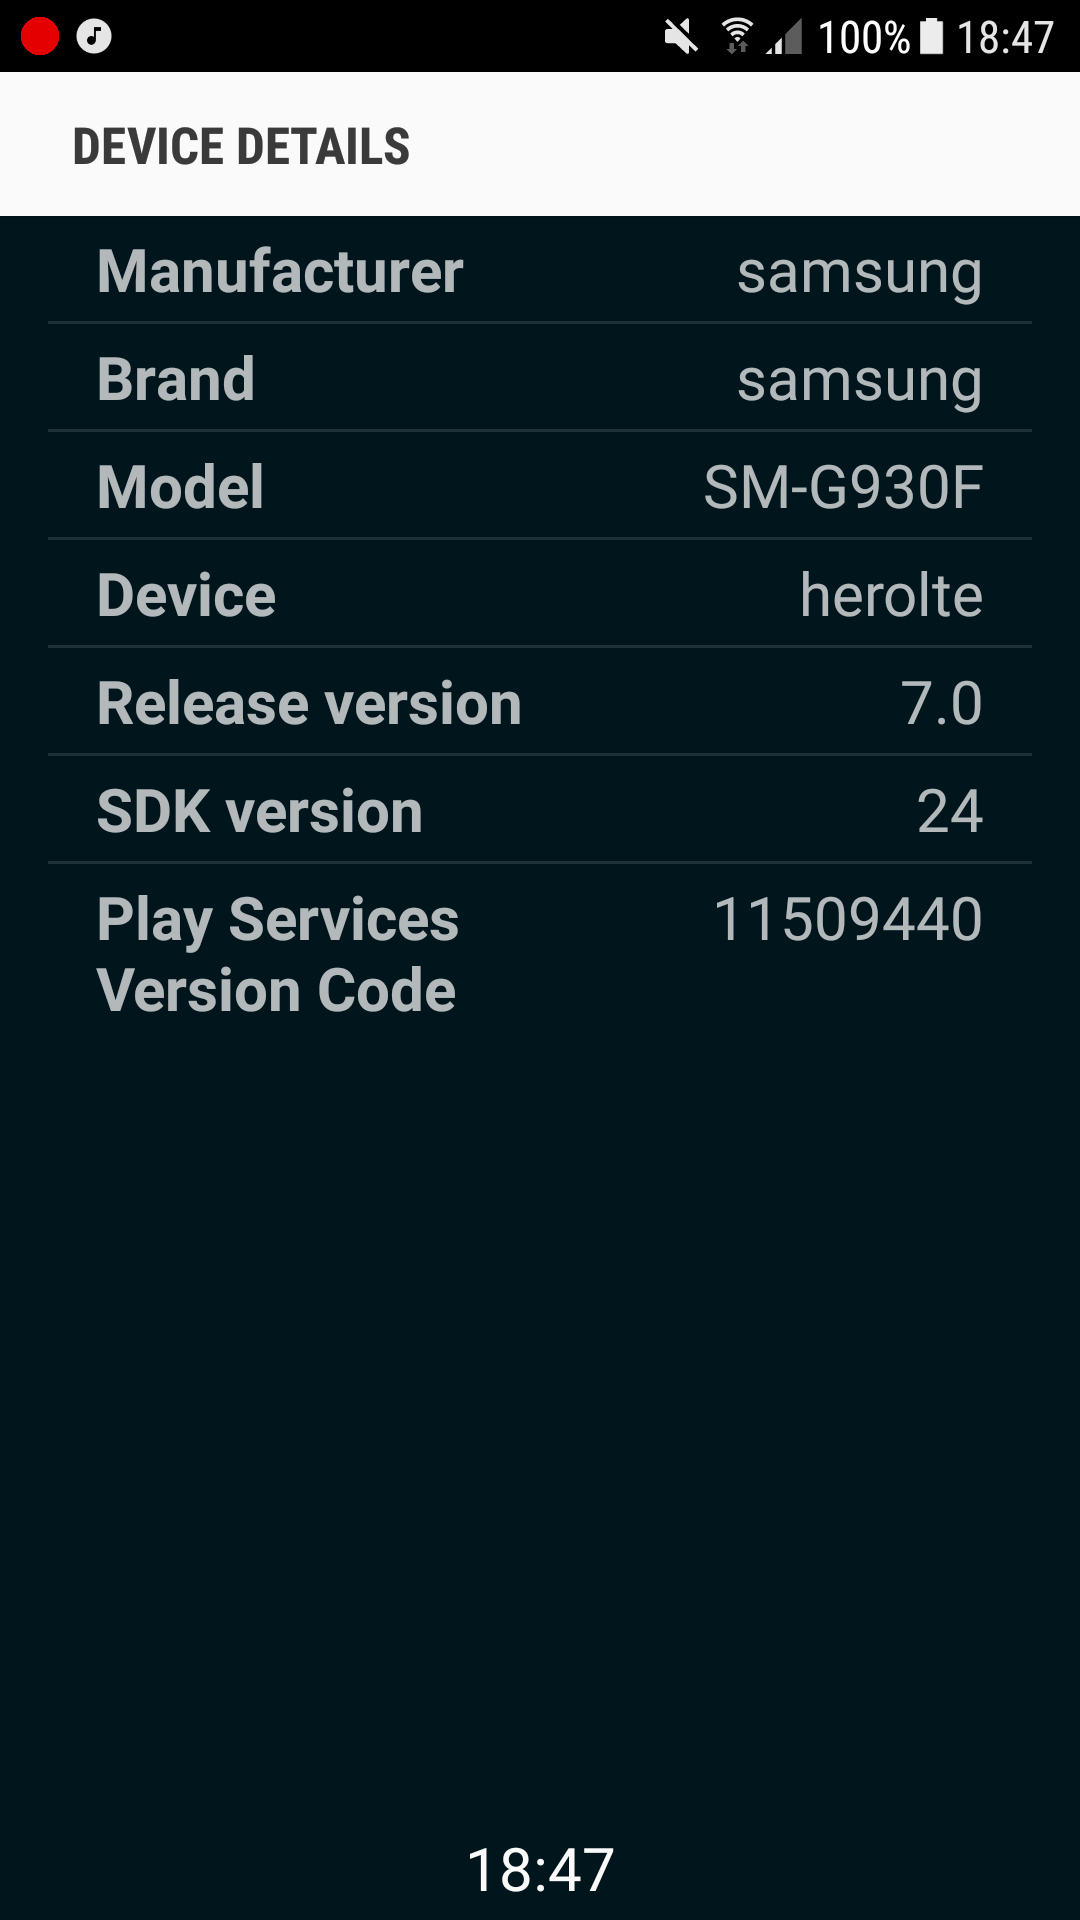 100% 18:47
DEVICE DETAILS
Manufacturer samsung
Brand samsung
Model SM-G930F
Device herolte
Release version 7.0
SDK version 24
Play Services 11509440
Version Code
18:47